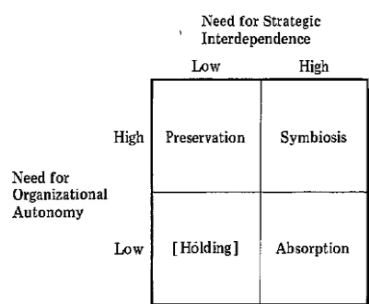 Need for Strategic
Interdependence
Low High
High Preservation Symbiosis
Need for
Organizational
Autonomy
Low [Holding] Absorption